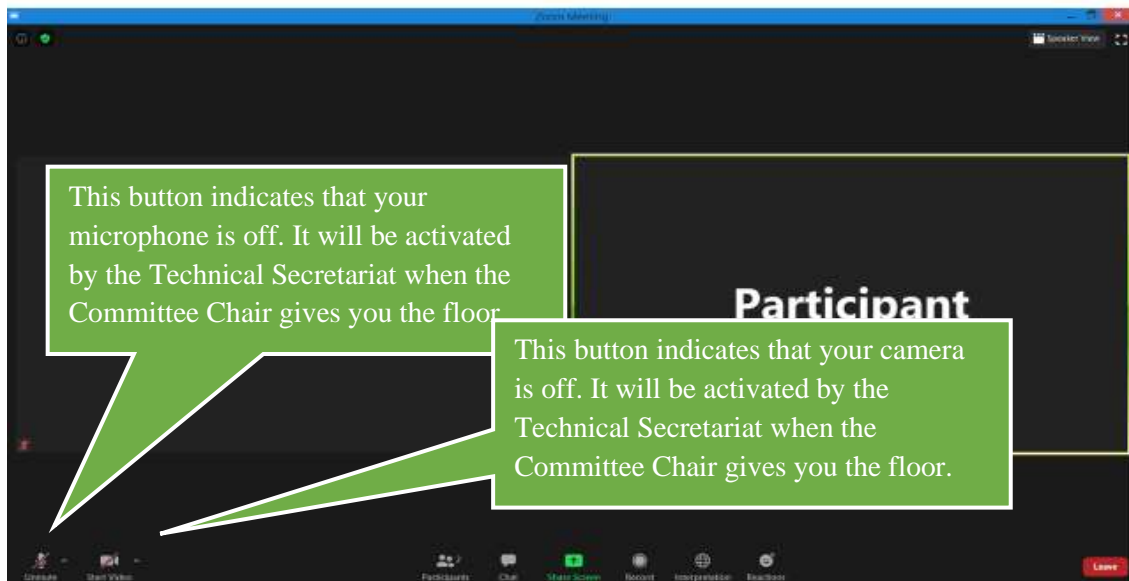 Zoom Meeting
Speaker View
This button indicates that your
microphone is off. It will be activated
by the Technical Secretariat when the
Committee Chair gives you the floor
Participant
This button indicates that your camera
is off. It will be activated by the
Technical Secretariat when the
Committee Chair gives you the floor.
Unmute
Start Video
Participants
Chat
Share Screen
Record
Interpretation
Reactions
Leave